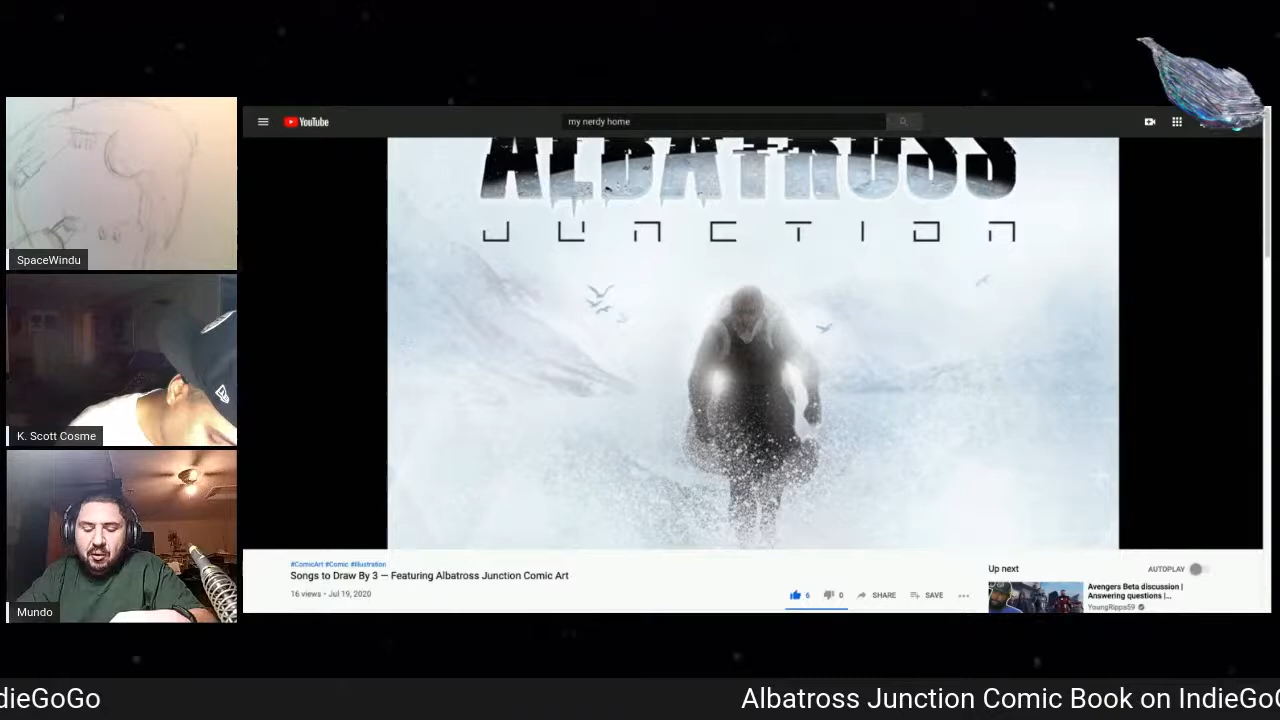 YouTube
my nerdy home
ALBATROSS
JUNCTION
SpaceWindu
K. Scott Cosme
Mundo
#ComicArt #Comic #Illustration
Songs to Draw By 3 — Featuring Albatross Junction Comic Art
16 views • Jul 19, 2020
6
0
SHARE
SAVE
Up next
AUTOPLAY
Avengers Beta discussion |
Answering questions |...
YoungRippa59
dieGoGo
Albatross Junction Comic Book on IndieGoG